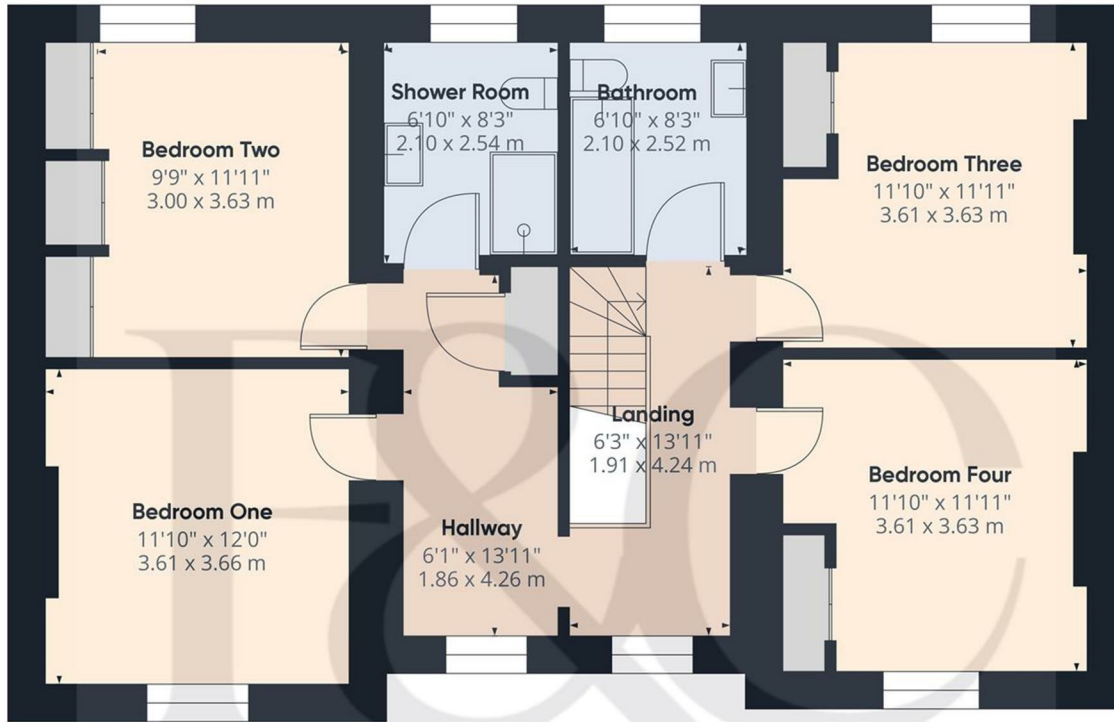 Shower Room
6'10" x 8'3"
2.10 x 2.54 m
Bathroom
6'10" x 8'3"
2.10 x 2.52 m
Bedroom Two
9'9" x 11'11"
3.00 x 3.63 m
Bedroom Three
11'10" x 11'11"
3.61 x 3.63 m
Landing
6'3" x 13'11"
1.91 x 4.24 m
Bedroom Four
11'10" x 11'11"
3.61 x 3.63 m
Bedroom One
11'10" x 12'0"
3.61 x 3.66 m
Hallway
6'1" x 13'11"
1.86 x 4.26 m
F&C